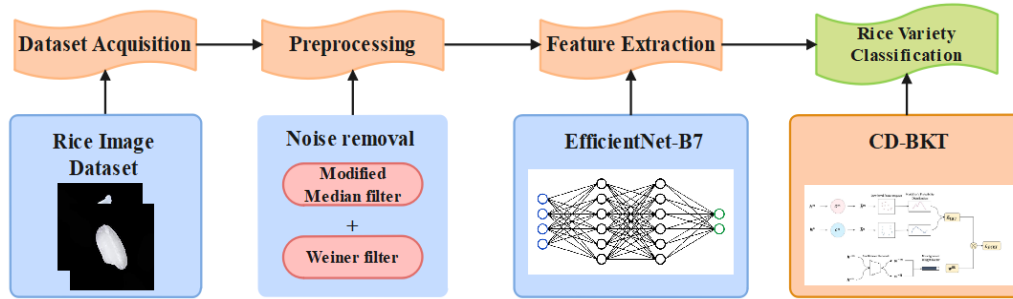 Dataset Acquisition
Preprocessing
Feature Extraction
Rice Variety
Classification
Rice Image
Dataset
Noise removal
Modified
Median filter
+
Weiner filter
EfficientNet-B7
CD-BKT